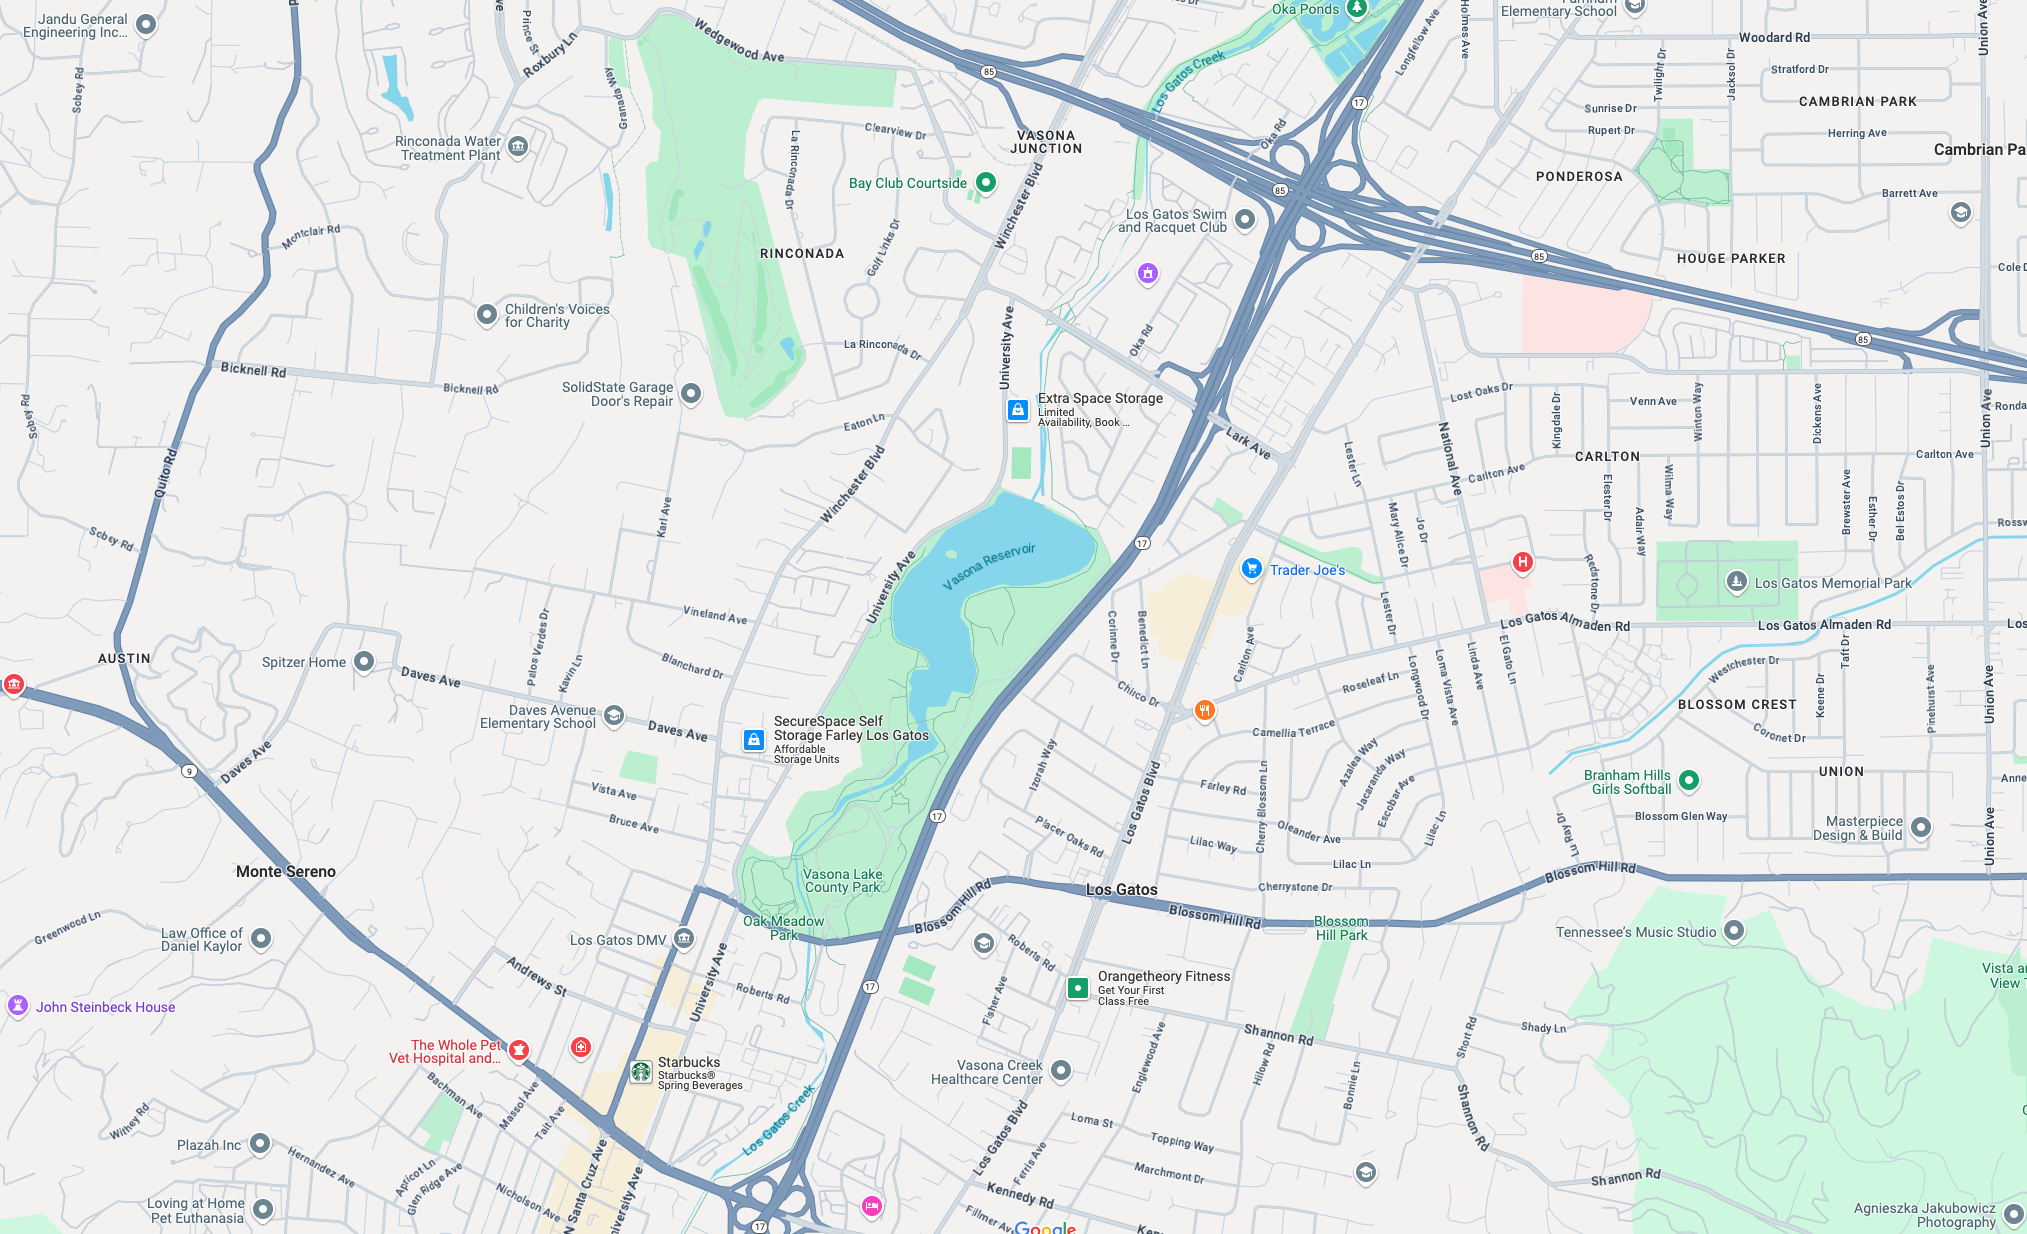 Jandu General
Engineering Inc...
Prince St
Roxbury Ln
Wedgewood Ave
Granada Way
Sobey Rd
Rinconada Water
Treatment Plant
Montclair Rd
Children's Voices
for Charity
Bicknell Rd
Bicknell Rd
Quito Rd
Sobey Rd
Sobey Rd
SolidState Garage
Door's Repair
RINCONADA
La Rinconada Dr
Clearview Dr
Golf Links Dr
La Rinconada Dr
Bay Club Courtside
VASONA
JUNCTION
Winchester Blvd
85
Los Gatos Creek
Oka Ponds
Oka Rd
Los Gatos Swim
and Racquet Club
85
17
Longfellow Ave
Holmes Ave
Elementary School
Woodard Rd
Union Ave
Twilight Dr
Jacksol Dr
Stratford Dr
CAMBRIAN PARK
Sunrise Dr
Rupert Dr
Herring Ave
Cambrian Pa
PONDEROSA
Barrett Ave
HOUGE PARKER
Cole D
85
85
University Ave
Oka Rd
Extra Space Storage
Limited
Availability, Book ...
Lark Ave
Eaton Ln
Winchester Blvd
Karl Ave
National Ave
Lost Oaks Dr
Kingdale Dr
Venn Ave
Winton Way
Dickens Ave
Union Ave
Ronda
CARLTON
Carlton Ave
Carlton Ave
Lester Ln
Mary Alice Dr
Jo Dr
Elester Dr
Adair Way
Wilma Way
Brewster Ave
Esther Dr
Bel Estos Dr
Rossw
17
Vasona Reservoir
University Ave
Trader Joe's
H
Redstone Dr
Los Gatos Memorial Park
Los Gatos Almaden Rd
Los Gatos Almaden Rd
Los
Vineland Ave
Blanchard Dr
Palos Verdes Dr
Kavin Ln
AUSTIN
Spitzer Home
Daves Ave
Daves Avenue
Elementary School
Daves Ave
Daves Ave
9
SecureSpace Self
Storage Farley Los Gatos
Affordable
Storage Units
Vista Ave
Bruce Ave
Corinne Dr
Benedict Ln
Chirco Dr
Carlton Ave
Lester Dr
Longwood Dr
Loma Vista Ave
Linda Ave
El Gato Ln
Roseleaf Ln
Camellia Terrace
Westchester Dr
Taft Dr
Keene Dr
BLOSSOM CREST
Coronet Dr
Pinehurst Ave
Union Ave
UNION
Anne
Branham Hills
Girls Softball
Blossom Glen Way
Masterpiece
Design & Build
Union Ave
Izorah Way
Los Gatos Blvd
Placer Oaks Rd
Farley Rd
Cherry Blossom Ln
Azalea Way
Jacaranda Way
Escobar Ave
Oleander Ave
Lilac Way
Lilac Ln
Lilac Ln
Lu Ray Dr
Cherrystone Dr
Blossom Hill Rd
Monte Sereno
17
Vasona Lake
County Park
Oak Meadow
Park
Los Gatos
Blossom Hill Rd
Blossom Hill Rd
Blossom
Hill Park
Greenwood Ln
Law Office of
Daniel Kaylor
Los Gatos DMV
Andrews St
University Ave
Roberts Rd
Roberts Rd
Fisher Ave
17
Orangetheory Fitness
Get Your First
Class Free
Tennessee's Music Studio
Vista a
View T
John Steinbeck House
The Whole Pet
Vet Hospital and...
Starbucks
Starbucks®
Spring Beverages
Vasona Creek
Healthcare Center
Englewood Ave
Shannon Rd
Hilow Rd
Short Rd
Shady Ln
Bonnie Ln
Shannon Rd
Shannon Rd
Bachman Ave
Massol Ave
Tait Ave
Withey Rd
Plazah Inc
Hernandez Ave
Apricot Ln
Glen Ridge Ave
Nicholson Ave
N Santa Cruz Ave
University Ave
Los Gatos Creek
Los Gatos Blvd
Loma St
Topping Way
Ferris Ave
Marchmont Dr
Kennedy Rd
Fillmer Ave
Loving at Home
Pet Euthanasia
17
Google
Agnieszka Jakubowicz
Photography